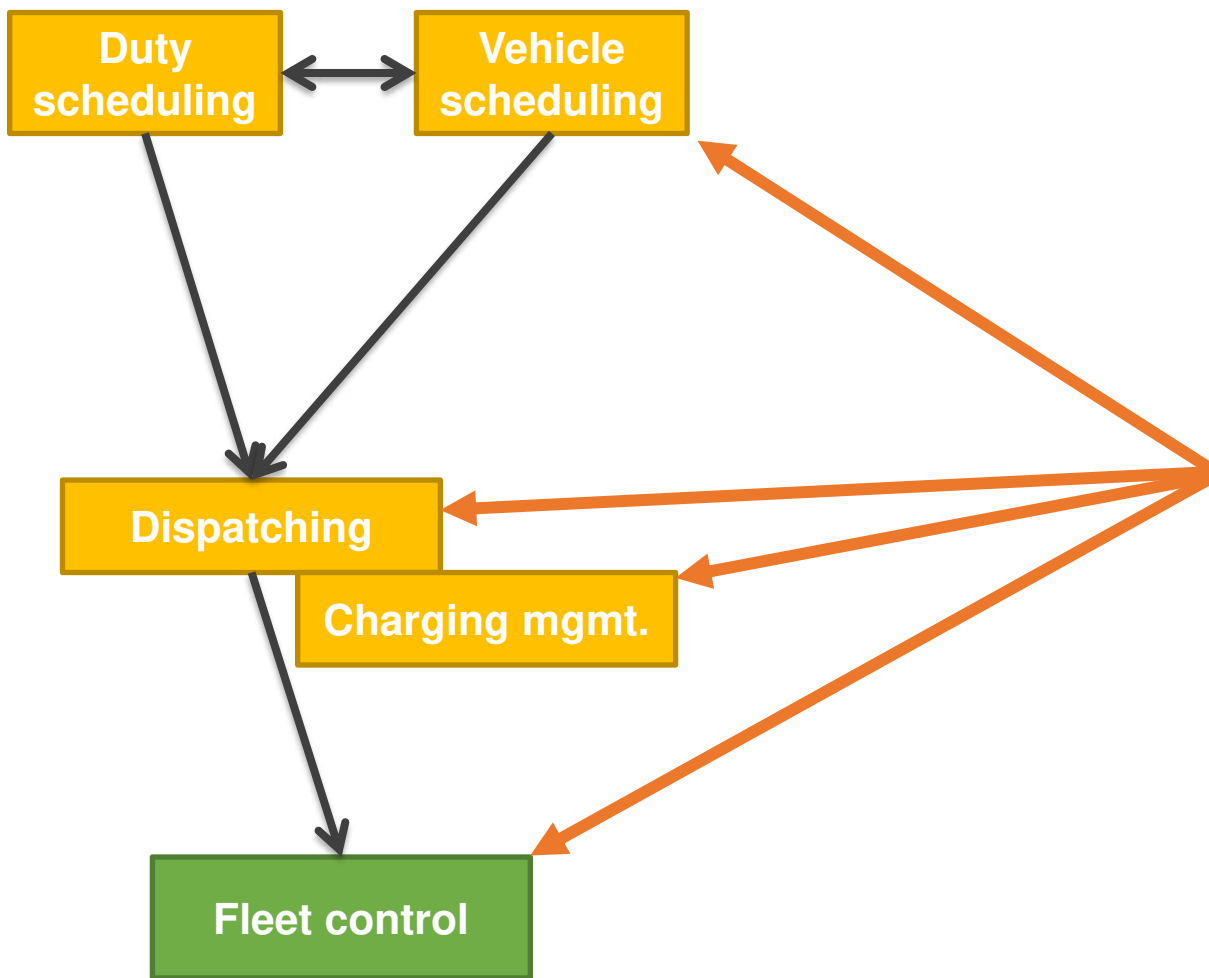 Duty
scheduling
Vehicle
scheduling
Dispatching
Charging mgmt.
Fleet control